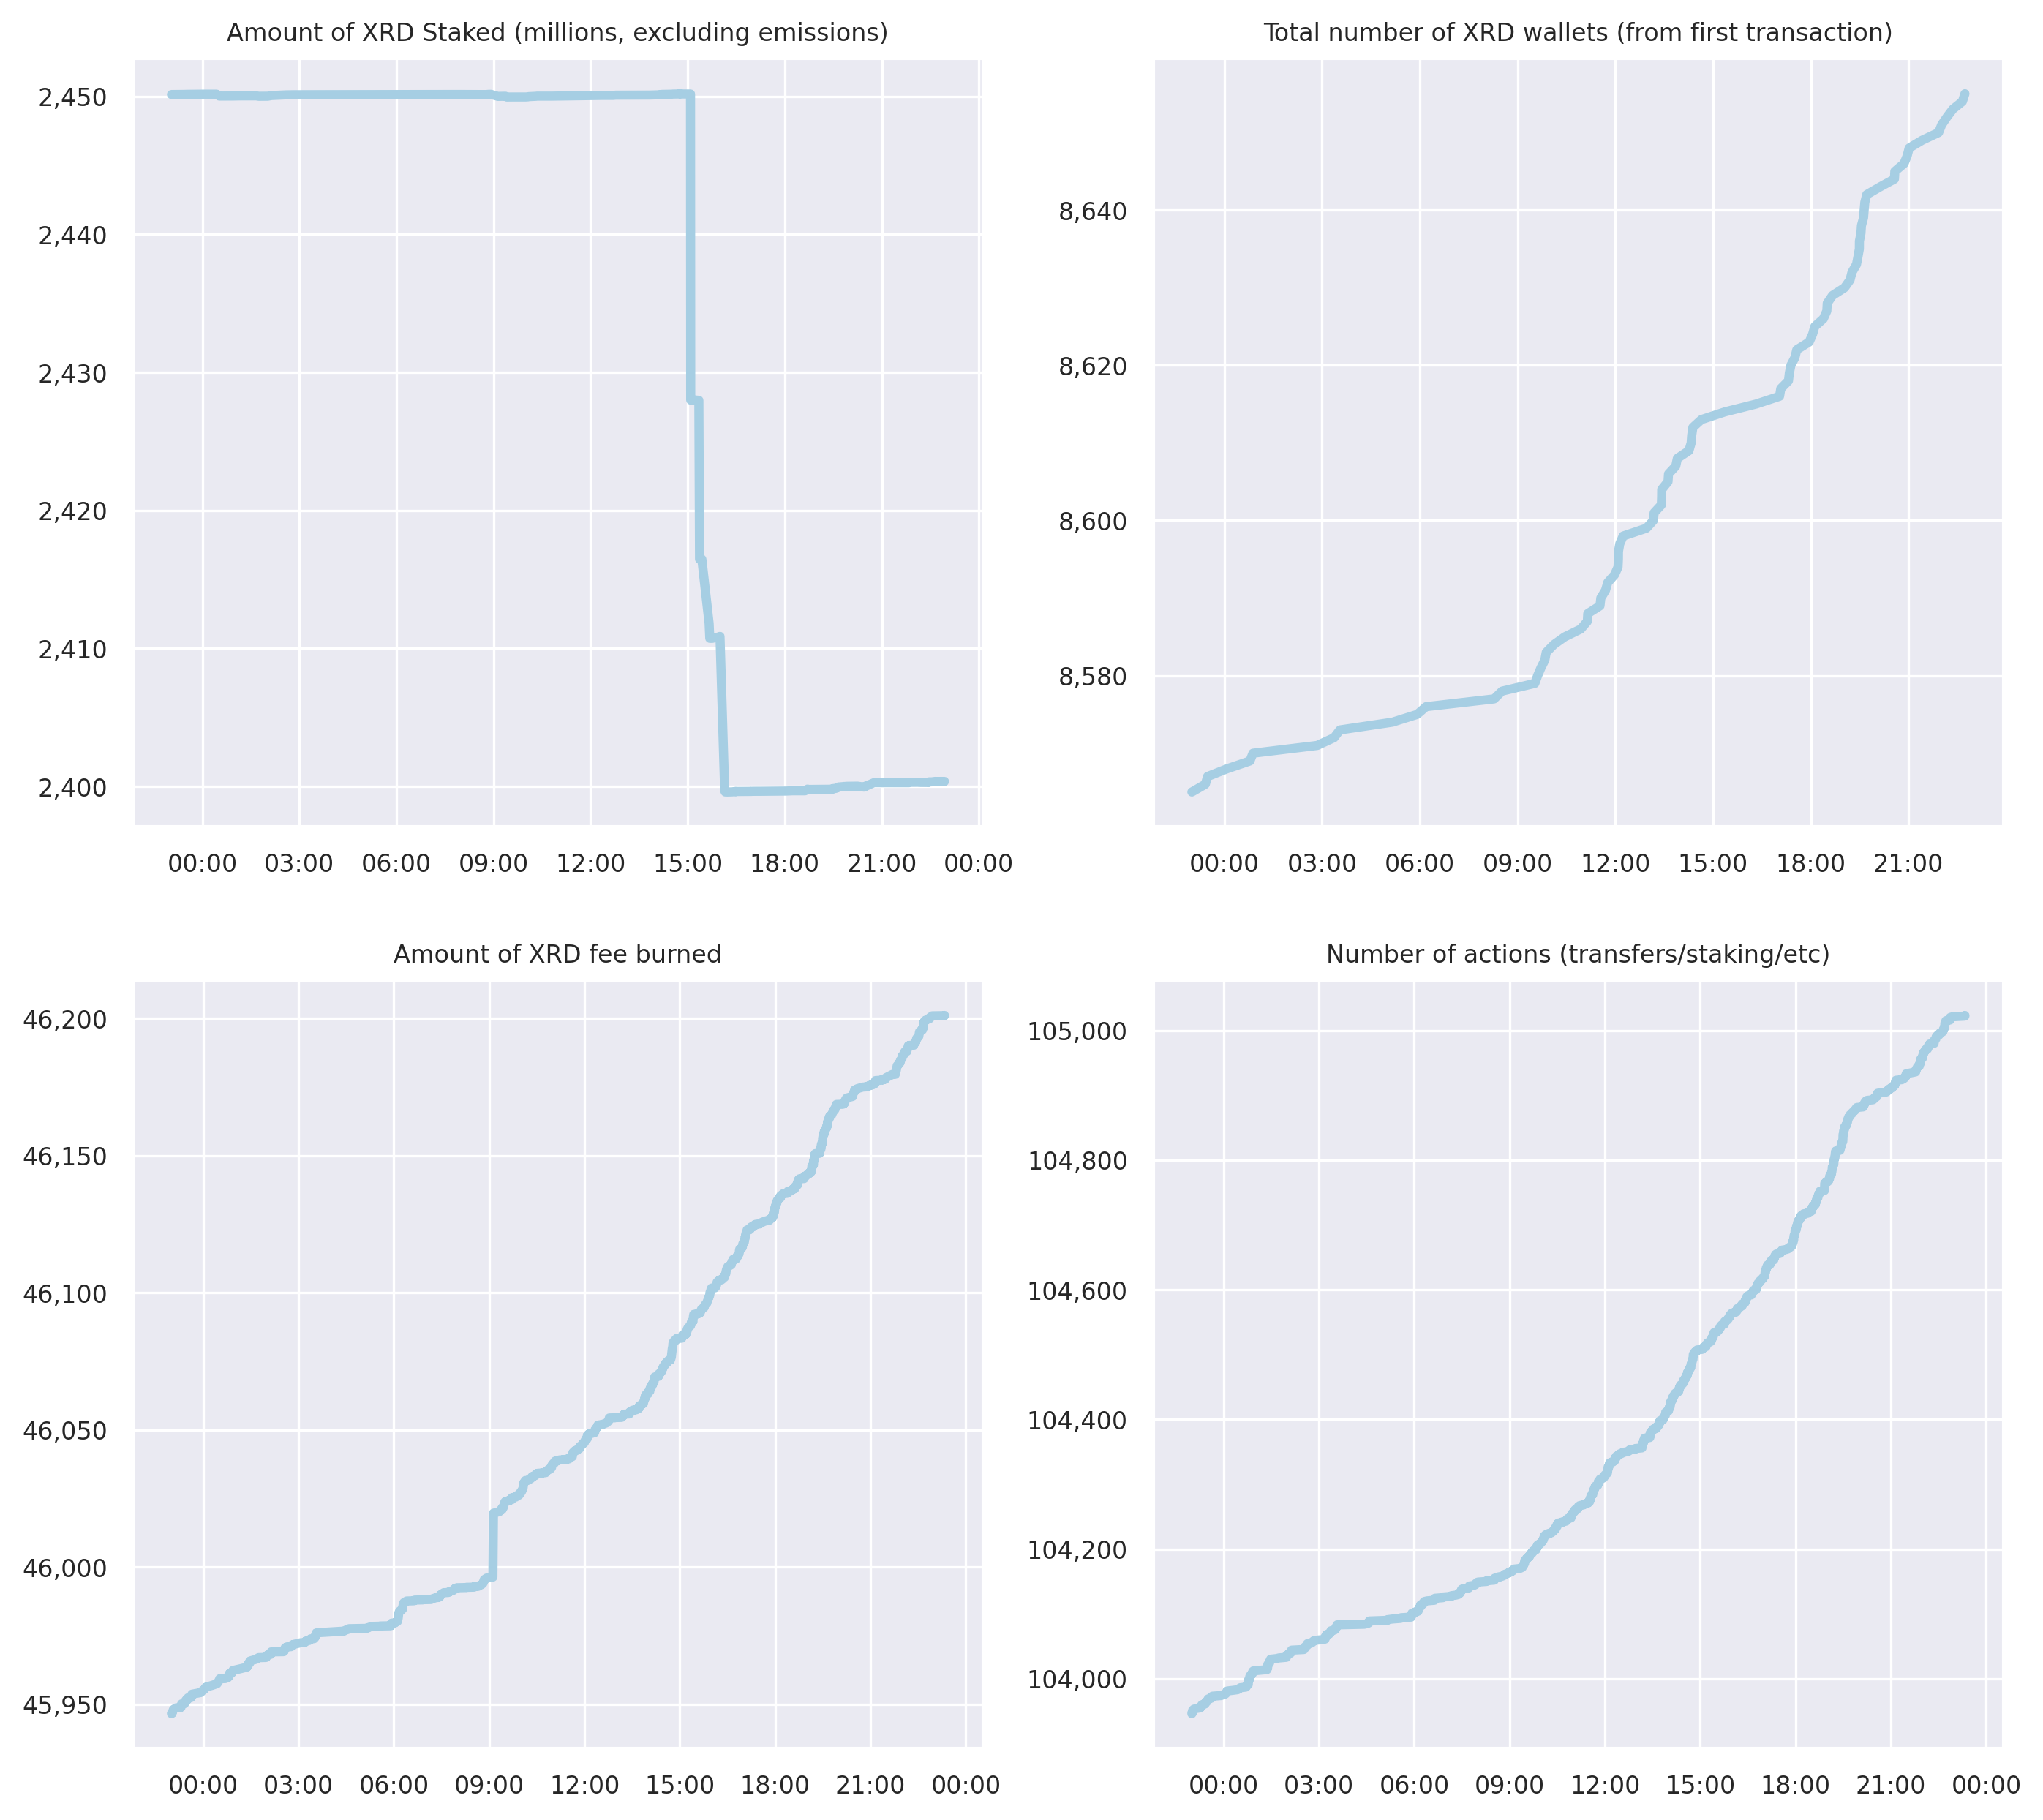 Amount of XRD Staked (millions, excluding emissions)
2,450
2,440
2,430
2,420
2,410
2,400
00:00 03:00 06:00 09:00 12:00 15:00 18:00 21:00 00:00
Total number of XRD wallets (from first transaction)
8,640
8,620
8,600
8,580
00:00 03:00 06:00 09:00 12:00 15:00 18:00 21:00
Amount of XRD fee burned
46,200
46,150
46,100
46,050
46,000
45,950
00:00 03:00 06:00 09:00 12:00 15:00 18:00 21:00 00:00
Number of actions (transfers/staking/etc)
105,000
104,800
104,600
104,400
104,200
104,000
00:00 03:00 06:00 09:00 12:00 15:00 18:00 21:00 00:00